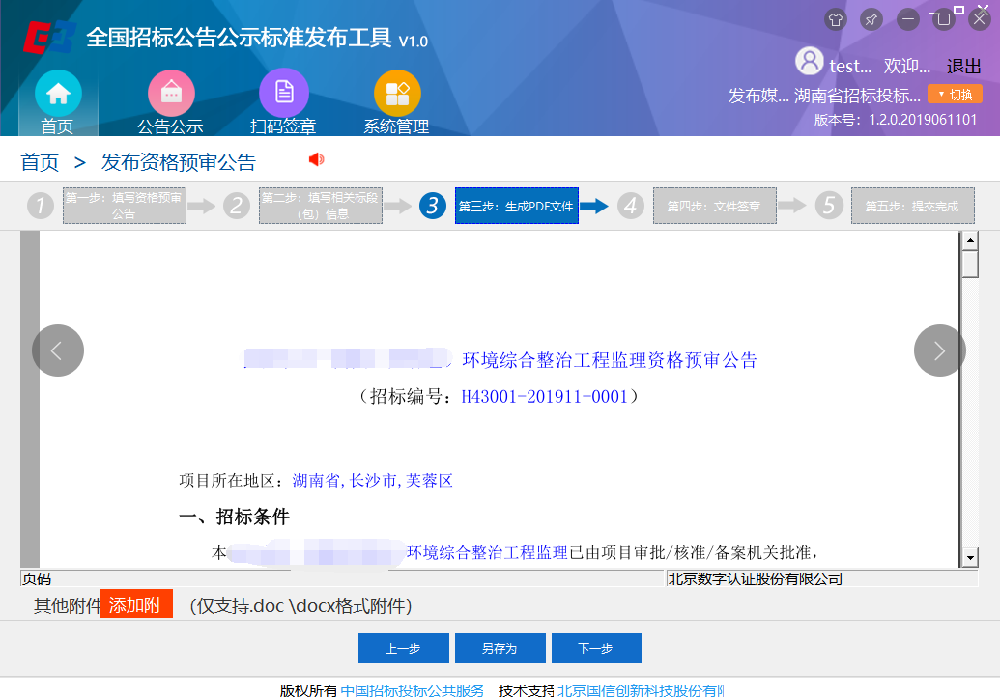 全国招标公告公示标准发布工具 V1.0
test... 欢迎... 退出
发布媒... 湖南省招标投标... 切换
版本号：1.2.0.2019061101
首页 公告公示 扫码签章 系统管理
首页 > 发布资格预审公告
1 第一步：填写资格预审公告
2 第二步：填写相关标段（包）信息
3 第三步：生成PDF文件
4 第四步：文件签章
5 第五步：提交完成
环境综合整治工程监理资格预审公告
（招标编号：H43001-201911-0001）
项目所在地区：湖南省,长沙市,芙蓉区
一、招标条件
本 环境综合整治工程监理已由项目审批/核准/备案机关批准，
页码 北京数字认证股份有限公司
其他附件 添加附 （仅支持.doc \docx格式附件）
上一步 另存为 下一步
版权所有 中国招标投标公共服务 技术支持 北京国信创新科技股份有